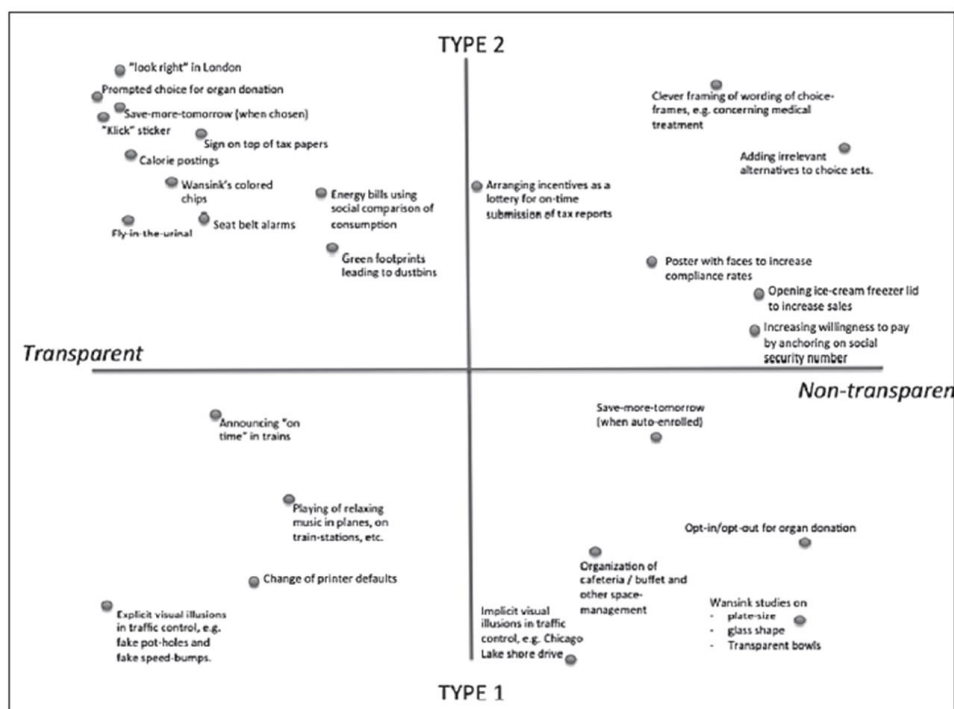 TYPE 2
"look right" in London
Prompted choice for organ donation
Save-more-tomorrow (when chosen)
"Klick" sticker
Sign on top of tax papers
Calorie postings
Wansink's colored
chips
Fly-in-the-urinal
Seat belt alarms
Energy bills using
social comparison of
consumption
Green footprints
leading to dustbins
Clever framing of wording of choice-
frames, e.g. concerning medical
treatment
Adding irrelevant
alternatives to choice sets.
Arranging incentives as a
lottery for on-time
submission of tax reports
Poster with faces to increase
compliance rates
Opening ice-cream freezer lid
to increase sales
Increasing willingness to pay
by anchoring on social
security number
Transparent
Non-transparent
Announcing "on
time" in trains
Playing of relaxing
music in planes, on
train-stations, etc.
Change of printer defaults
Explicit visual illusions
in traffic control, e.g.
fake pot-holes and
fake speed-bumps.
Save-more-tomorrow
(when auto-enrolled)
Opt-in/opt-out for organ donation
Organization of
cafeteria / buffet and
other space-
management
Implicit visual
illusions in traffic
control, e.g. Chicago
Lake shore drive
Wansink studies on
- plate-size
- glass shape
- Transparent bowls
TYPE 1